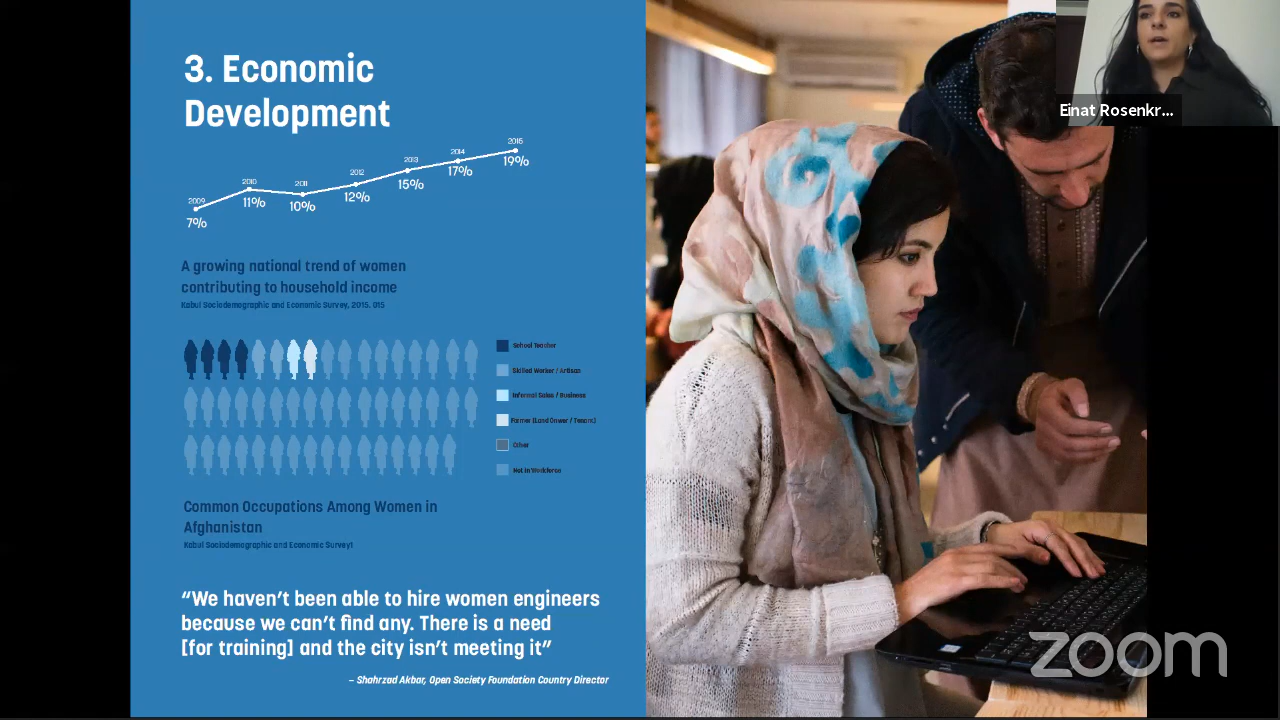 3. Economic
Development
2009
7%
2010
11%
2011
10%
2012
12%
2013
15%
2014
17%
2015
19%
A growing national trend of women
contributing to household income
Kabul Sociodemographic and Economic Survey, 2015. 015
School Teacher
Skilled Worker / Artisan
Informal Sales / Business
Farmer (Land Owner / Tenant)
Other
Not in Workforce
Common Occupations Among Women in
Afghanistan
Kabul Sociodemographic and Economic Survey1
“We haven’t been able to hire women engineers
because we can’t find any. There is a need
[for training] and the city isn’t meeting it”
– Shahrzad Akbar, Open Society Foundation Country Director
Einat Rosenkr...
zoom